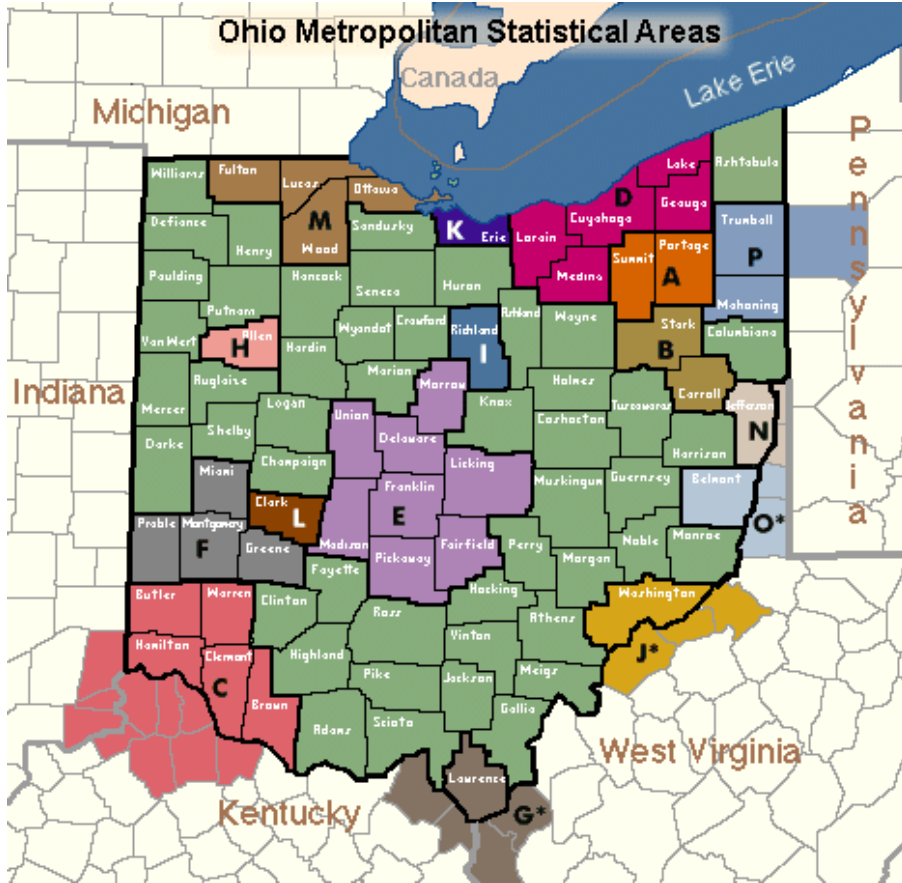 Ohio Metropolitan Statistical Areas
Canada
Lake Erie
Michigan
Pennsylvania
Indiana
Kentucky
West Virginia
Williams
Fulton
Lucas
Ottawa
Lake
Ashtabula
D
Geauga
Cuyahoga
Defiance
Henry
M
Wood
Sandusky
K
Erie
Lorain
Trumball
P
Summit
Portage
A
Medina
Mahoning
Paulding
Putnam
Hancock
Seneca
Huron
Ashland
Wayne
Stark
B
Columbiana
Van Wert
Allen
H
Hardin
Wyandot
Crawford
Richland
I
Carroll
Jefferson
N
Mercer
Auglaize
Marion
Morrow
Knox
Holmes
Tuscarawas
Coshocton
Harrison
Logan
Union
Delaware
Shelby
Darke
Champaign
Licking
Belmont
O*
Miami
Clark
L
Franklin
E
Muskingum
Guernsey
Preble
Montgomery
F
Greene
Madison
Pickaway
Fairfield
Perry
Noble
Monroe
Morgan
Fayette
Butler
Warren
Clinton
Ross
Hocking
Athens
Washington
J*
Hamilton
Clemont
C
Highland
Vinton
Meigs
Brown
Pike
Jackson
Gallia
Adams
Scioto
Lawrence
G*